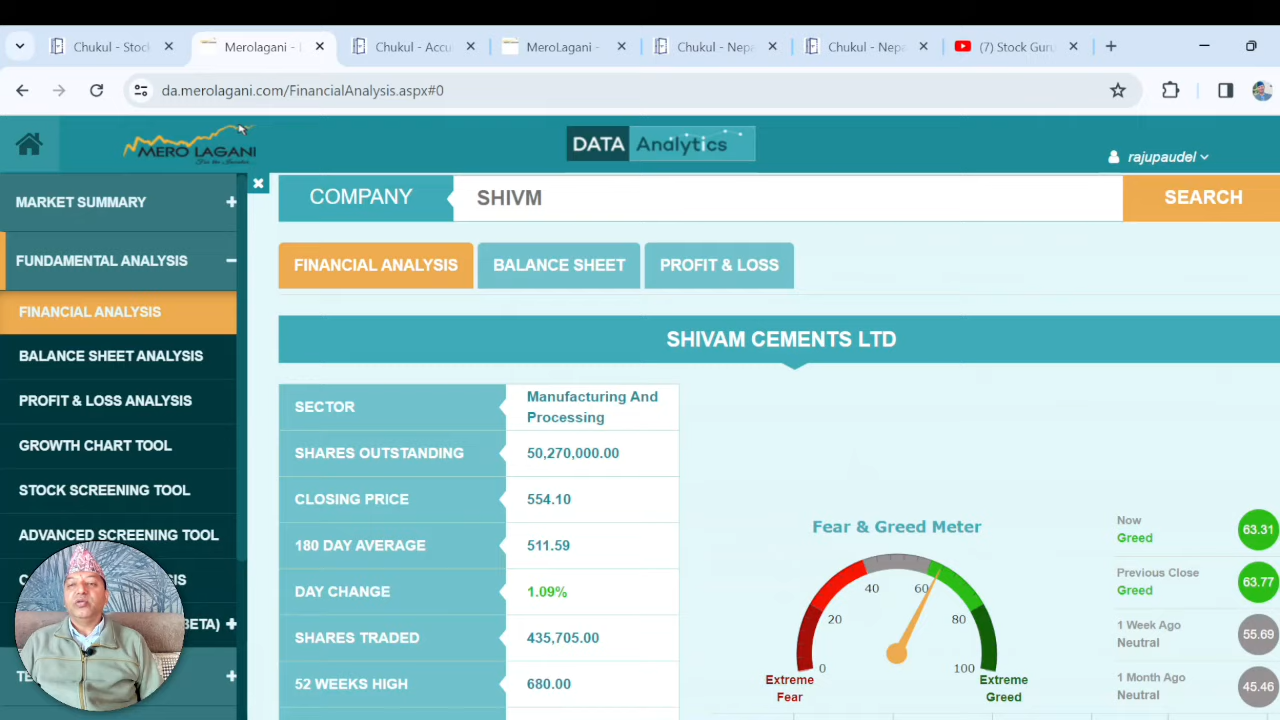 Chukul - Stoc
Merolagani -
Chukul - Accu
MeroLagani -
Chukul - Nepa
Chukul - Nepa
(7) Stock Guru
da.merolagani.com/FinancialAnalysis.aspx#0
MERO LAGANI
DATA Analytics
rajupaudel
MARKET SUMMARY
COMPANY
SHIVM
SEARCH
FUNDAMENTAL ANALYSIS
FINANCIAL ANALYSIS
BALANCE SHEET
PROFIT & LOSS
FINANCIAL ANALYSIS
BALANCE SHEET ANALYSIS
PROFIT & LOSS ANALYSIS
GROWTH CHART TOOL
STOCK SCREENING TOOL
ADVANCED SCREENING TOOL
BETA)
SHIVAM CEMENTS LTD
SECTOR
Manufacturing And
Processing
SHARES OUTSTANDING
50,270,000.00
CLOSING PRICE
554.10
180 DAY AVERAGE
511.59
DAY CHANGE
1.09%
SHARES TRADED
435,705.00
52 WEEKS HIGH
680.00
Fear & Greed Meter
0
20
40
60
80
100
Extreme
Fear
Extreme
Greed
Now
Greed
63.31
Previous Close
Greed
63.77
1 Week Ago
Neutral
55.69
1 Month Ago
Neutral
45.46